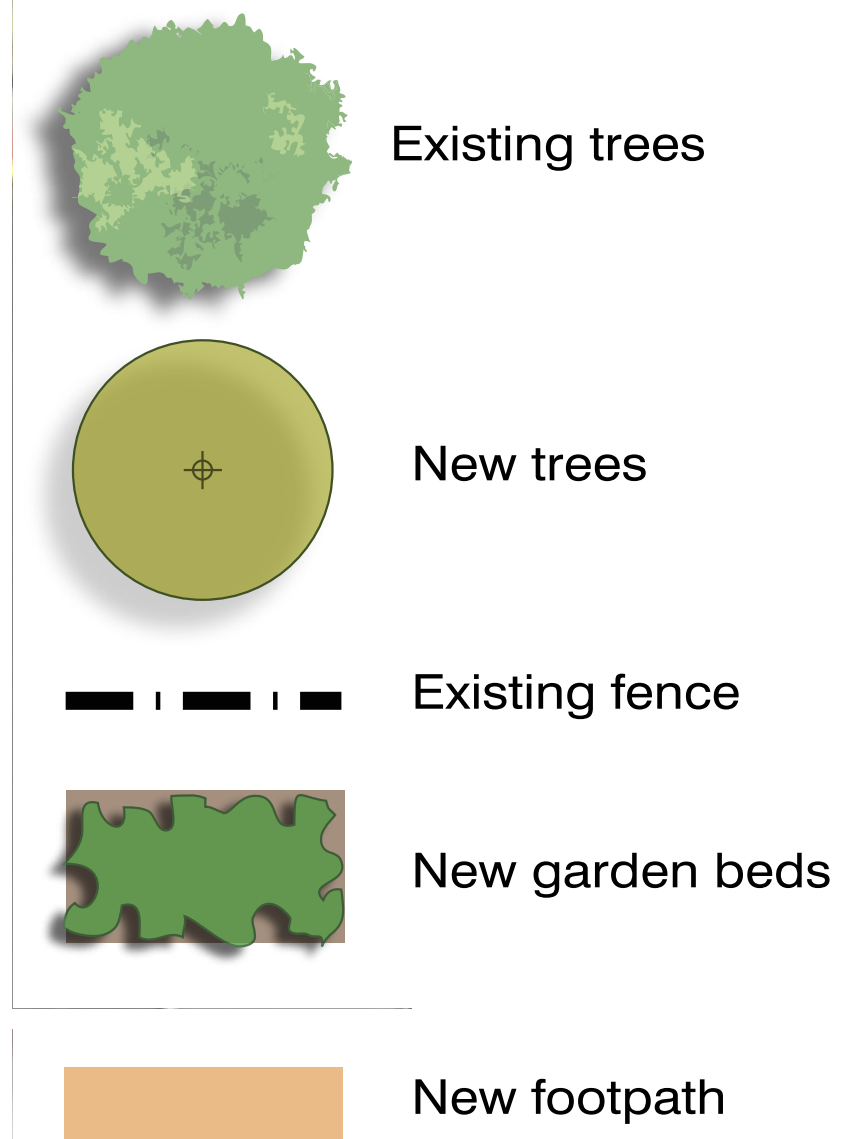 Existing trees
New trees
Existing fence
New garden beds
New footpath